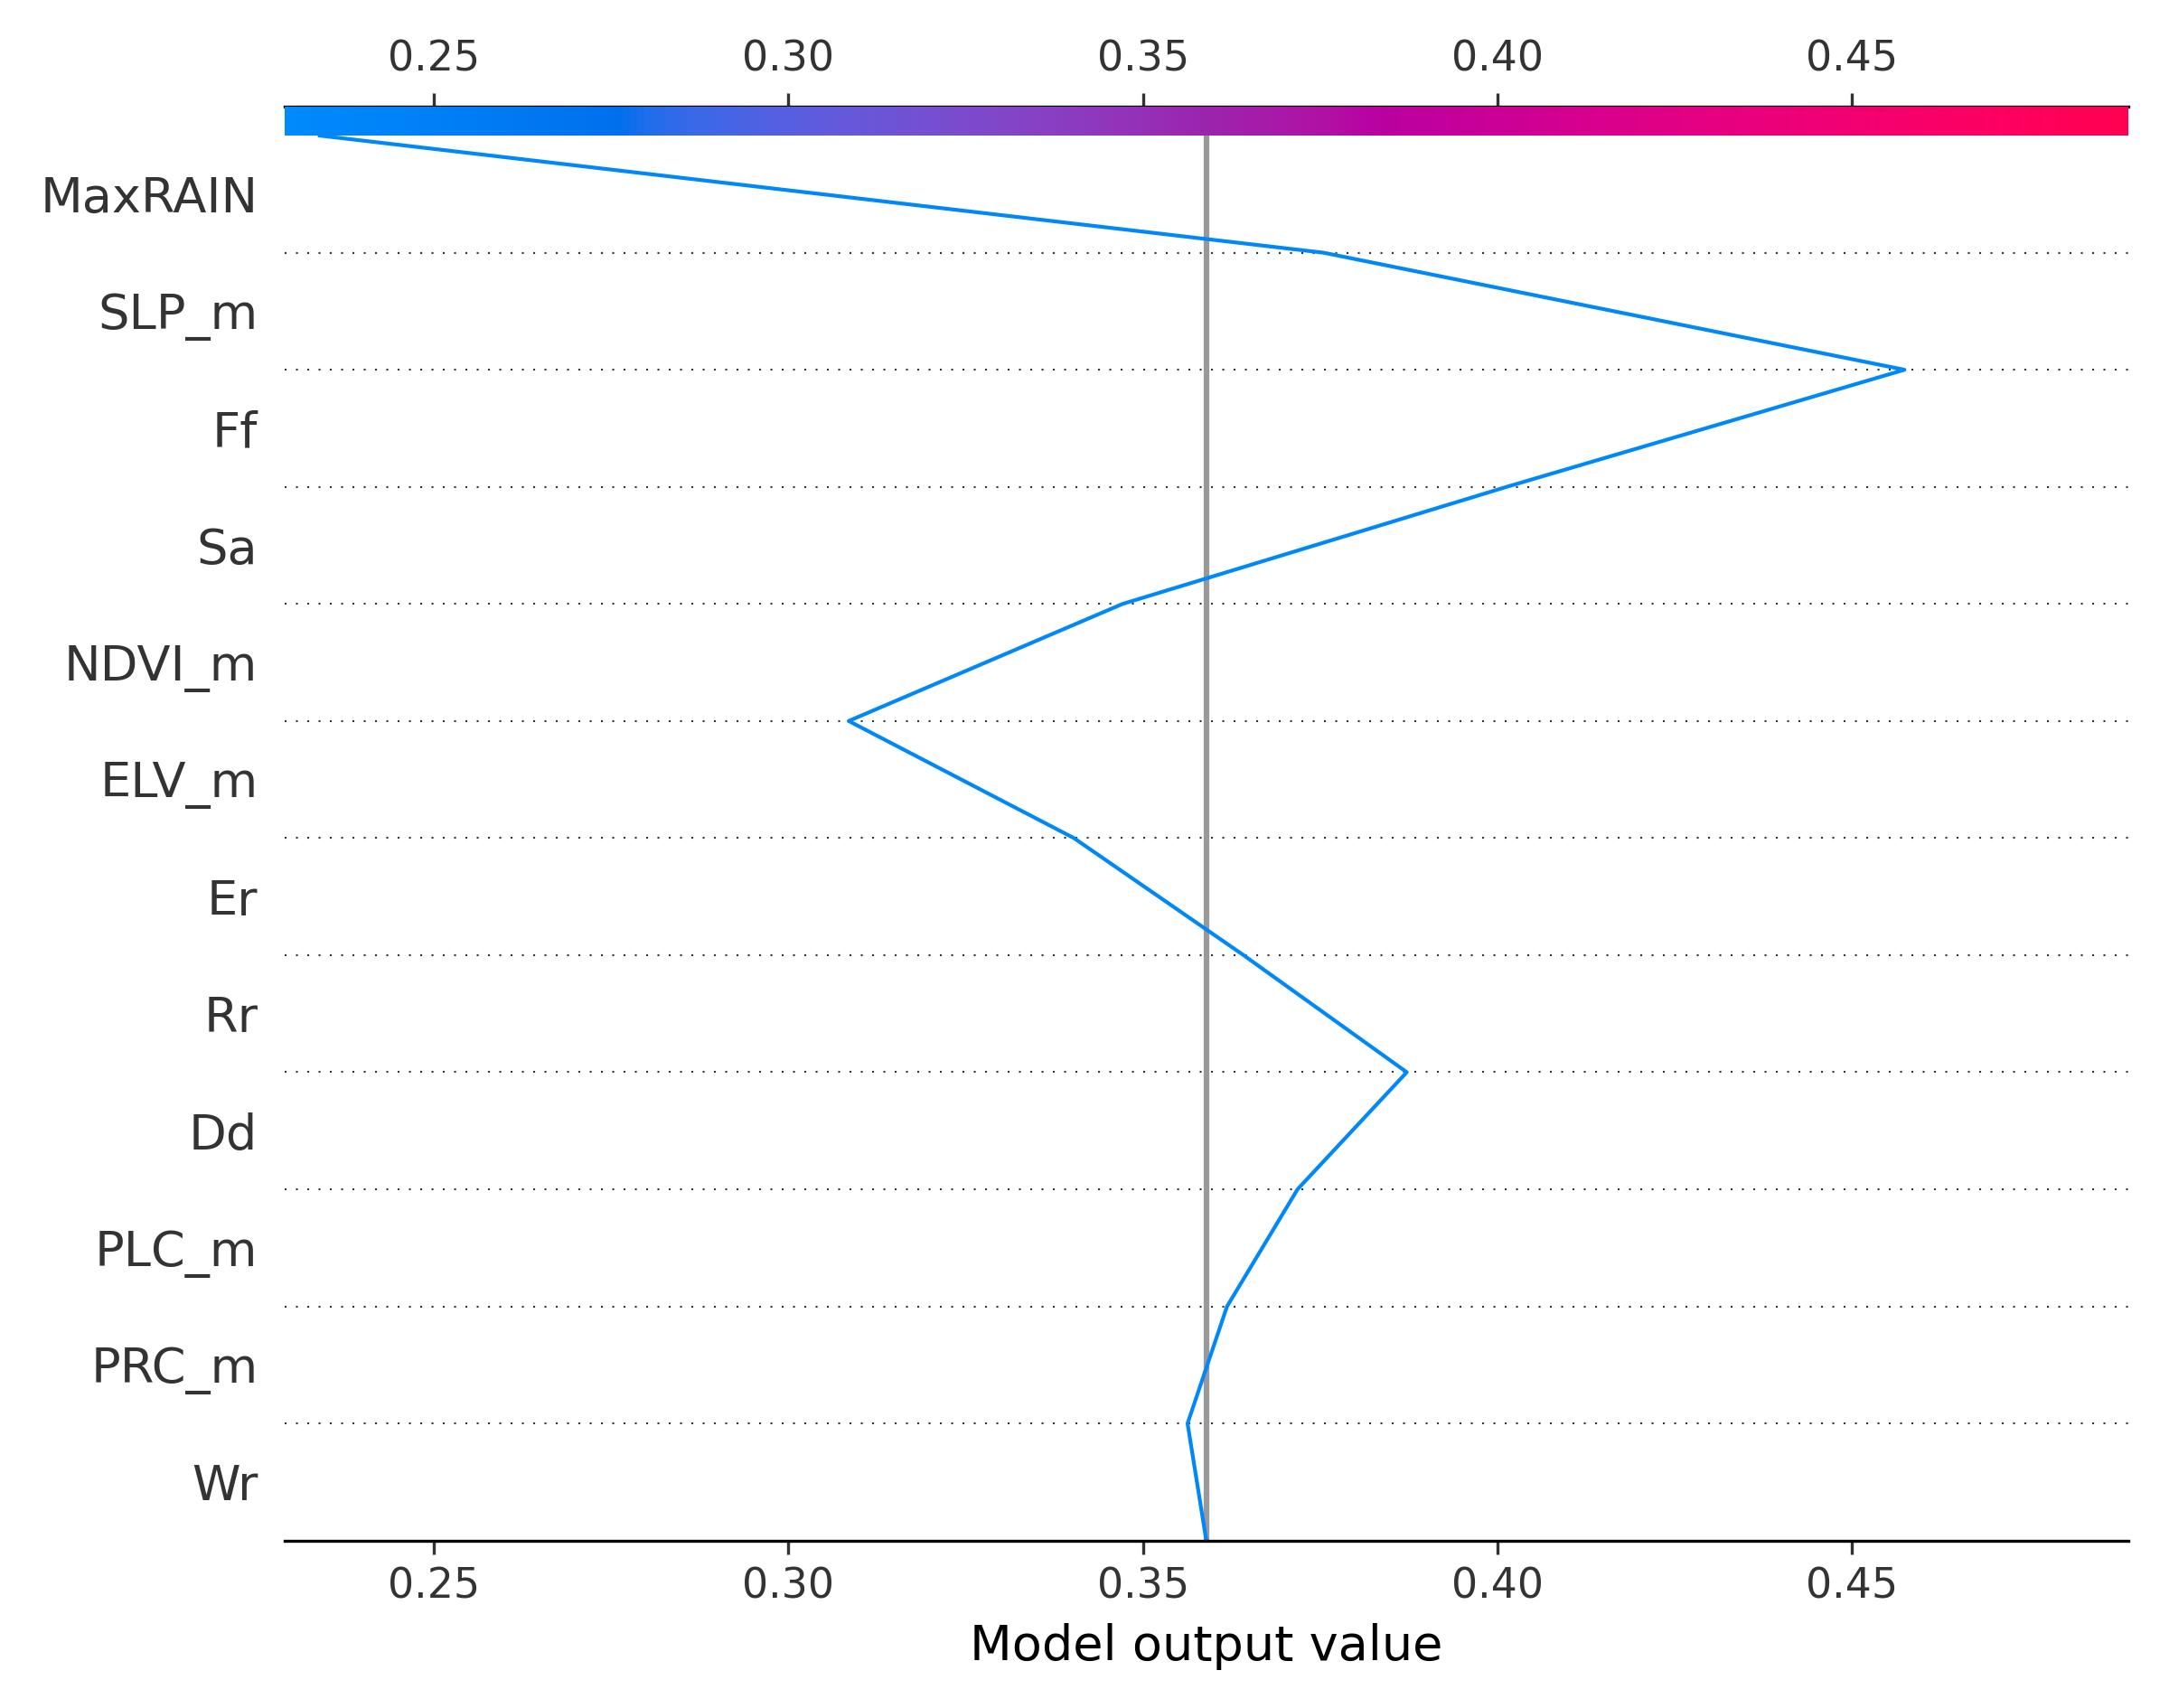 0.25 0.30 0.35 0.40 0.45
MaxRAIN
SLP_m
Ff
Sa
NDVI_m
ELV_m
Er
Rr
Dd
PLC_m
PRC_m
Wr
0.25 0.30 0.35 0.40 0.45
Model output value